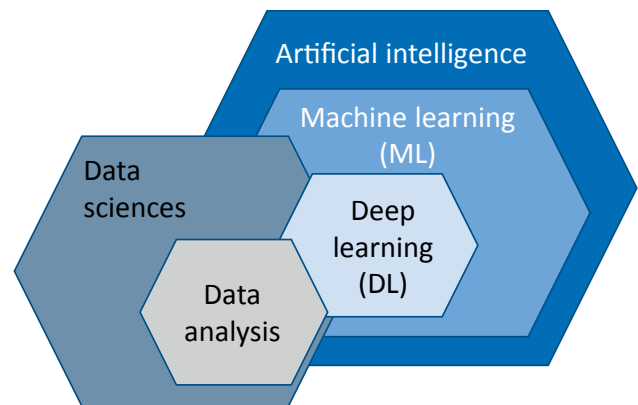 Artificial intelligence
Machine learning
(ML)
Data
sciences
Deep
learning
(DL)
Data
analysis